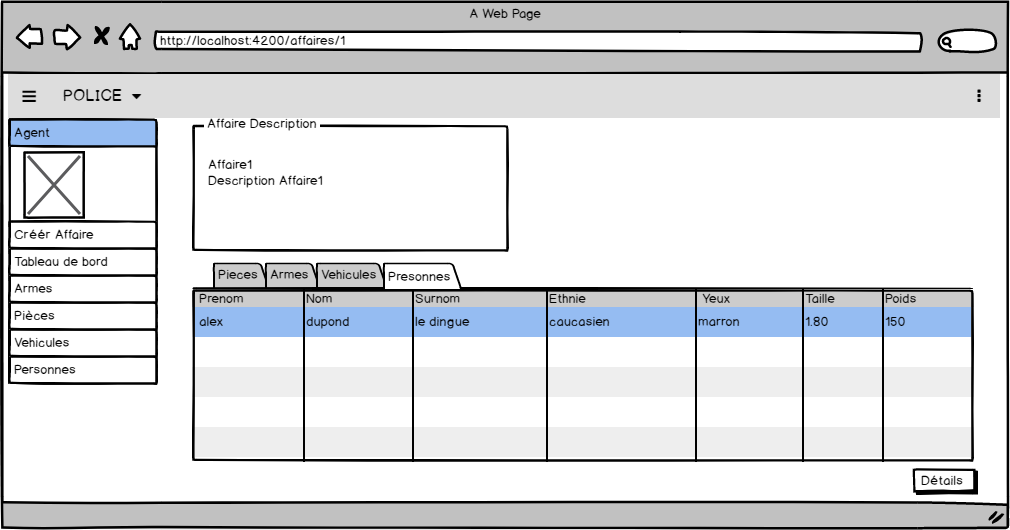 A Web Page
http://localhost:4200/affaires/1
POLICE
Agent
Créér Affaire
Tableau de bord
Armes
Pièces
Vehicules
Personnes
Affaire Description
Affaire1
Description Affaire1
Pieces Armes Vehicules Presonnes
Prenom Nom Surnom Ethnie Yeux Taille Poids
alex dupond le dingue caucasien marron 1.80 150
Détails